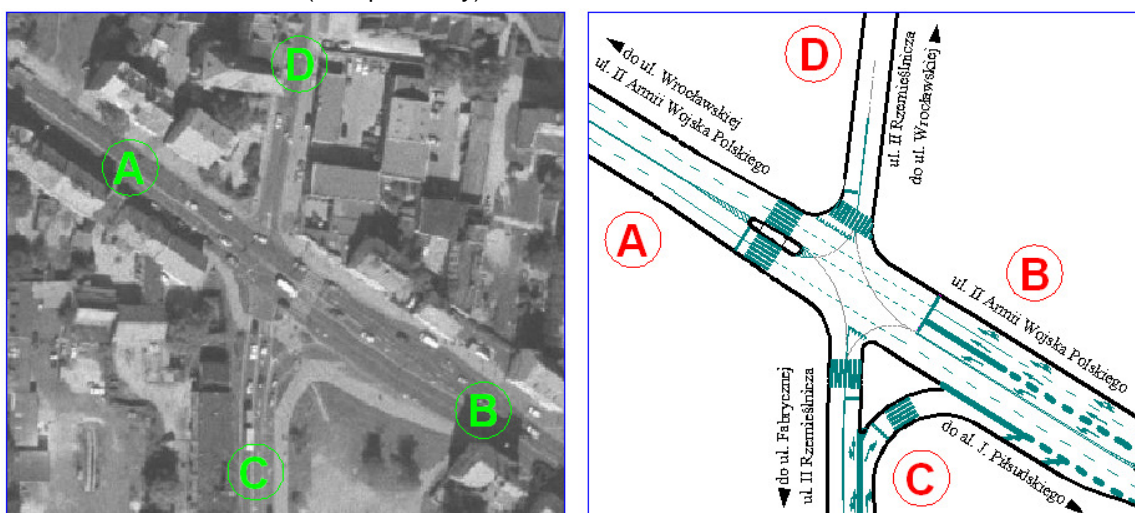 D
A
B
C
D
do ul. Wrocławskiej
ul. II Armii Wojska Polskiego
ul. II Rzemieślnicza
do ul. Wrocławskiej
A
B
ul. II Armii Wojska Polskiego
do ul. Fabrycznej
ul. II Rzemieślnicza
do al. J. Piłsudskiego
C